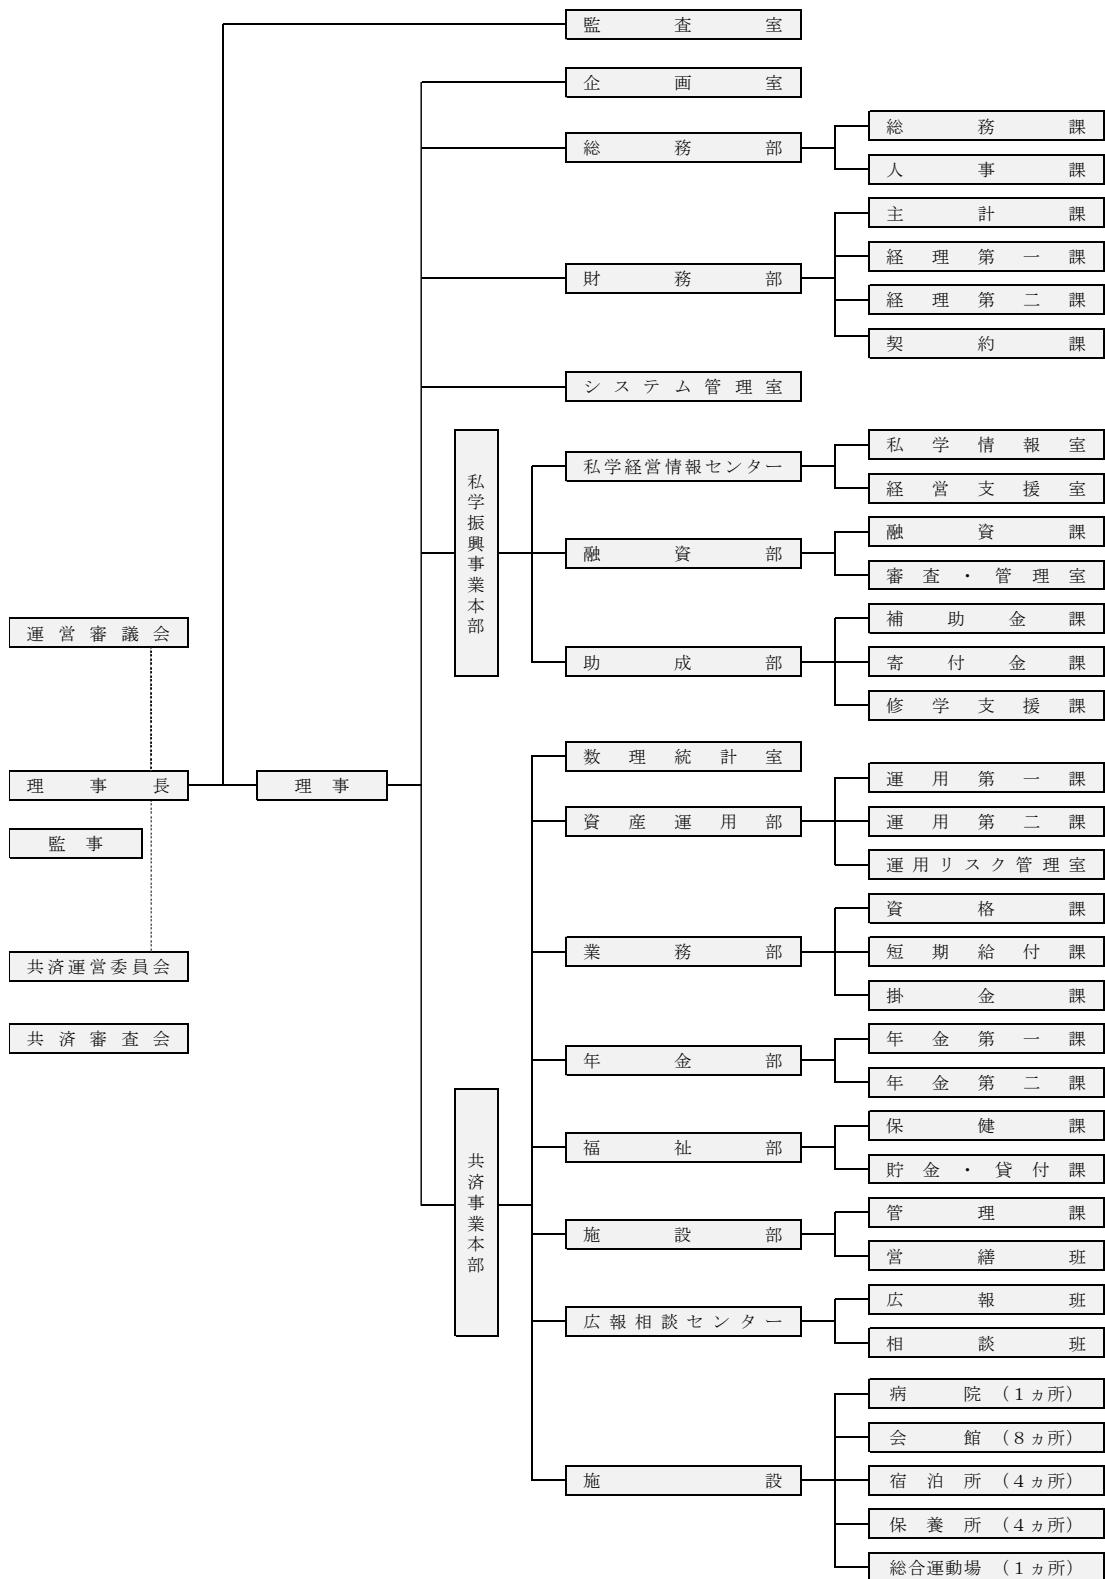 監査室
企画室
総務部
総務課
人事課
財務部
主計課
経理第一課
経理第二課
契約課
システム管理室
私学振興事業本部
私学経営情報センター
私学情報室
経営支援室
融資部
融資課
審査・管理室
助成部
補助金課
寄付金課
修学支援課
運営審議会
理事長
理事
監事
共済運営委員会
共済審査会
共済事業本部
数理統計室
資産運用部
運用第一課
運用第二課
運用リスク管理室
業務部
資格課
短期給付課
掛金課
年金部
年金第一課
年金第二課
福祉部
保健課
貯金・貸付課
施設部
管理課
営繕班
広報相談センター
広報班
相談班
施設
病院（１ヵ所）
会館（８ヵ所）
宿泊所（４ヵ所）
保養所（４ヵ所）
総合運動場（１ヵ所）